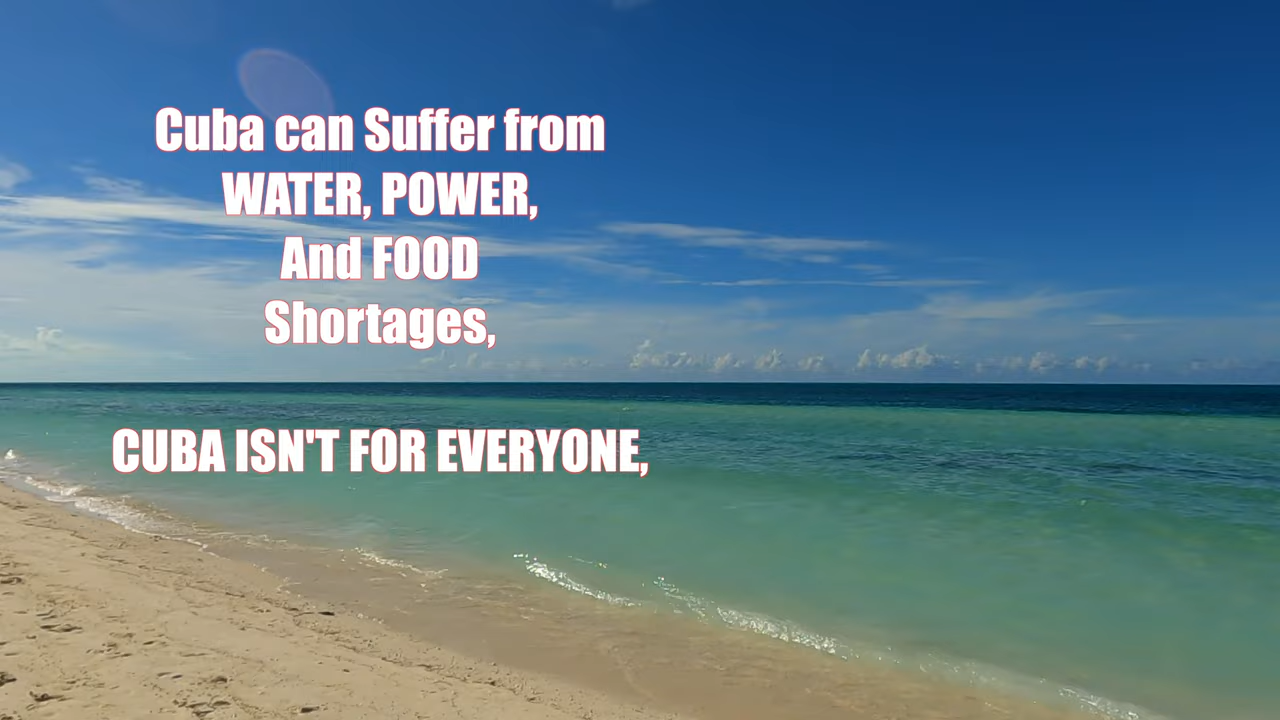 Cuba can Suffer from
WATER, POWER,
And FOOD
Shortages,
CUBA ISN'T FOR EVERYONE,